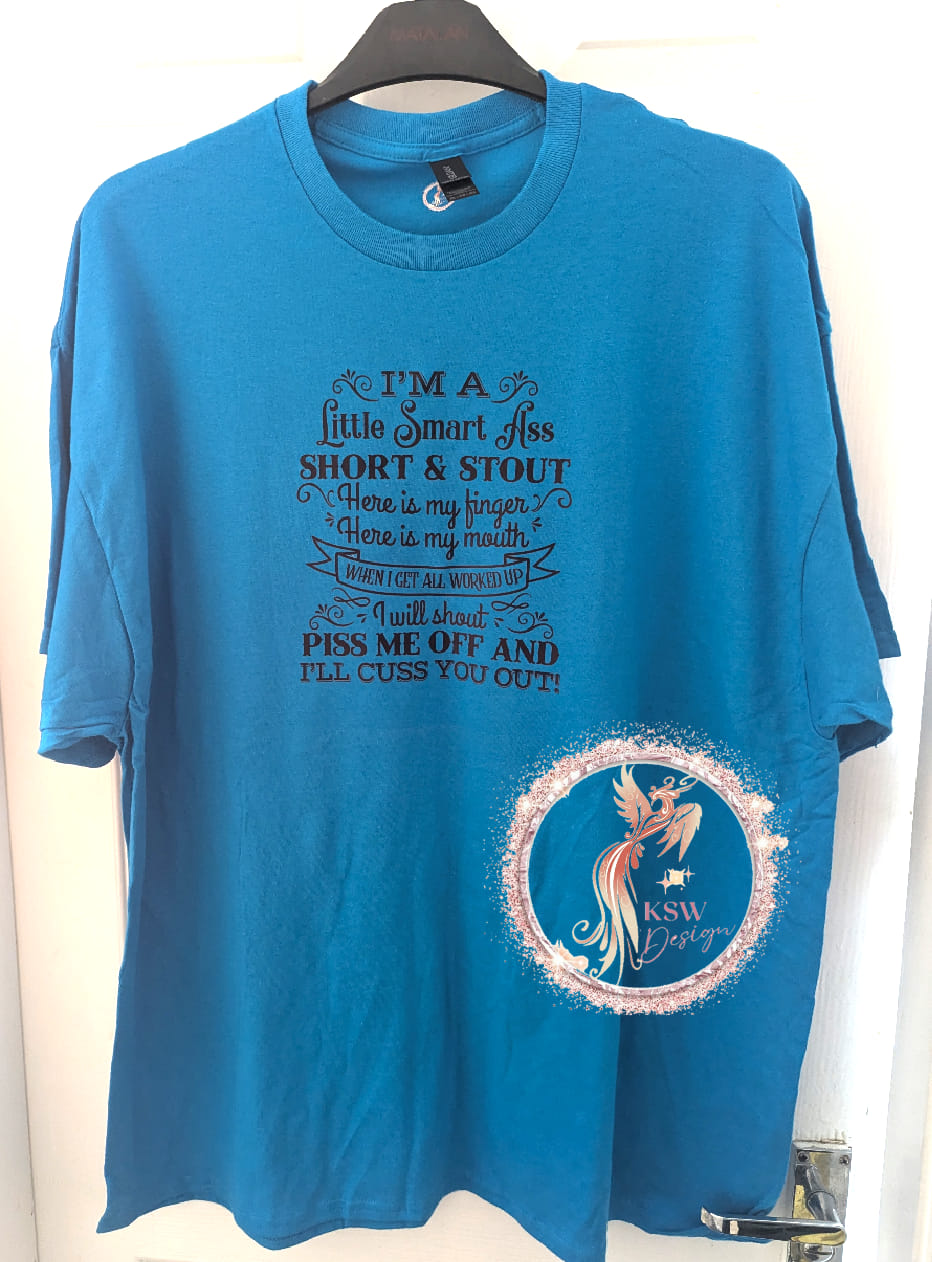 MATALAN
I'M A
Little Smart Ass
SHORT & STOUT
Here is my finger
Here is my mouth
WHEN I GET ALL WORKED UP
I will shout
PISS ME OFF AND
I'LL CUSS YOU OUT!
KSW
Design